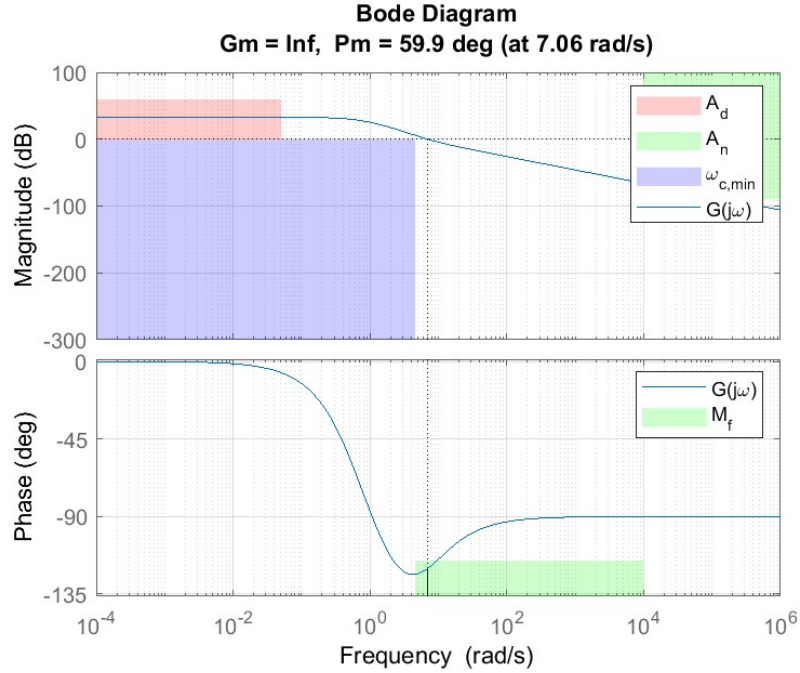 Bode Diagram
Gm = Inf, Pm = 59.9 deg (at 7.06 rad/s)
Magnitude (dB)
100
0
-100
-200
-300
A_d
A_n
ω_c,min
G(jω)
Phase (deg)
0
-45
-90
-135
G(jω)
M_f
10^-4
10^-2
10^0
10^2
10^4
10^6
Frequency (rad/s)